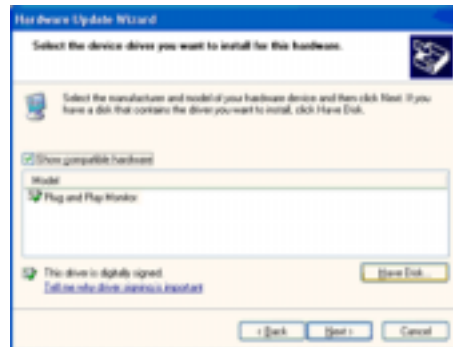 Hardware Update Wizard
Select the device driver you want to install for this hardware.
Select the manufacturer and model of your hardware device and then click Next. If you
have a disk that contains the driver you want to install, click Have Disk.
Show compatible hardware
Model
Plug and Play Monitor
This driver is digitally signed.
Tell me why driver signing is important
Have Disk...
< Back
Next >
Cancel